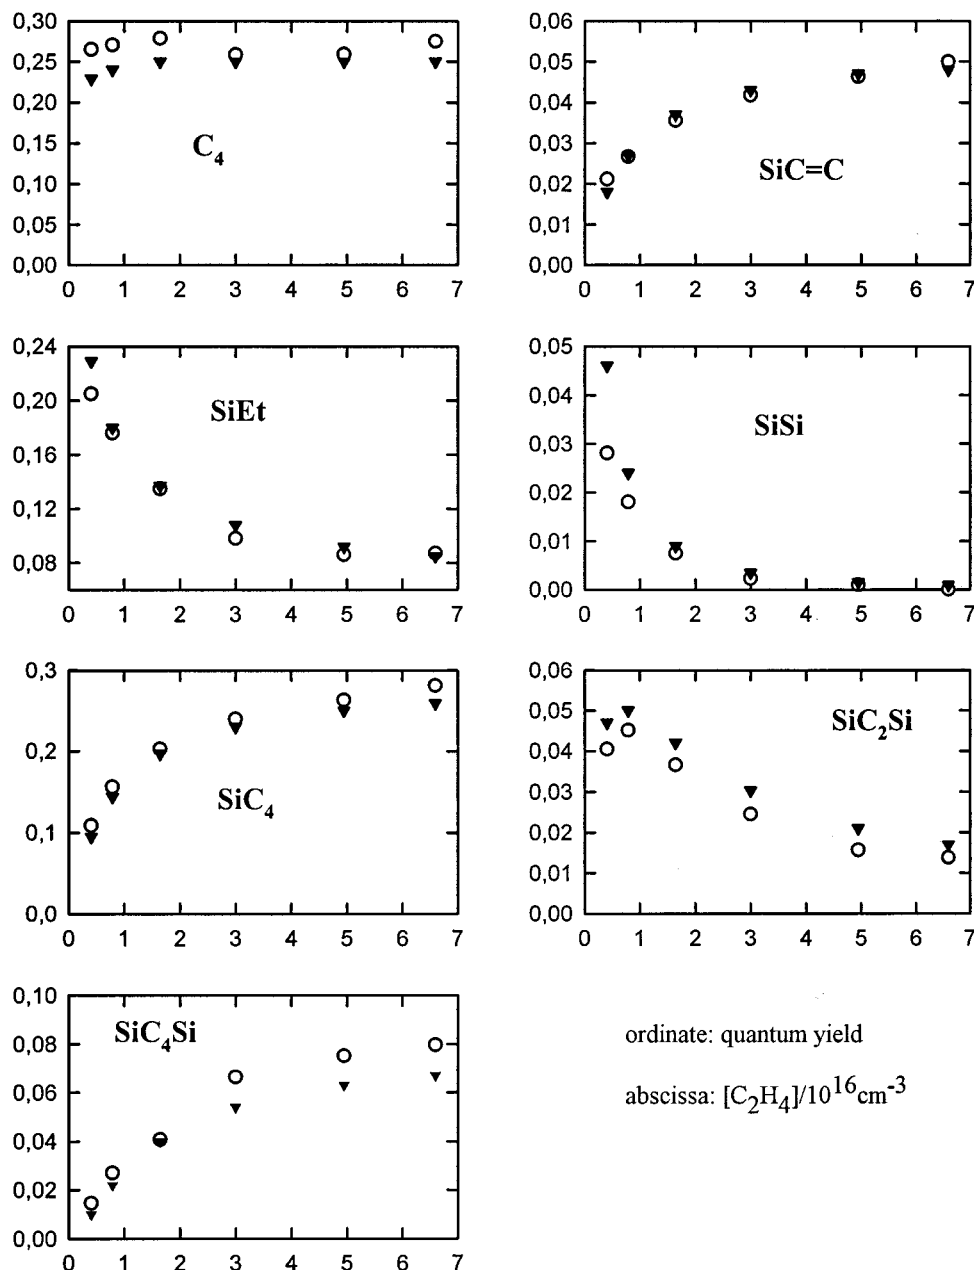 0,30
0,25
0,20
0,15
0,10
0,05
0,00
0 1 2 3 4 5 6 7
C4
0,06
0,05
0,04
0,03
0,02
0,01
0,00
0 1 2 3 4 5 6 7
SiC=C
0,24
0,20
0,16
0,12
0,08
0 1 2 3 4 5 6 7
SiEt
0,05
0,04
0,03
0,02
0,01
0,00
0 1 2 3 4 5 6 7
SiSi
0,3
0,2
0,1
0,0
0 1 2 3 4 5 6 7
SiC4
0,06
0,05
0,04
0,03
0,02
0,01
0,00
0 1 2 3 4 5 6 7
SiC2Si
0,10
0,08
0,06
0,04
0,02
0,00
0 1 2 3 4 5 6 7
SiC4Si
ordinate: quantum yield
abscissa: [C2H4]/10^16cm^-3